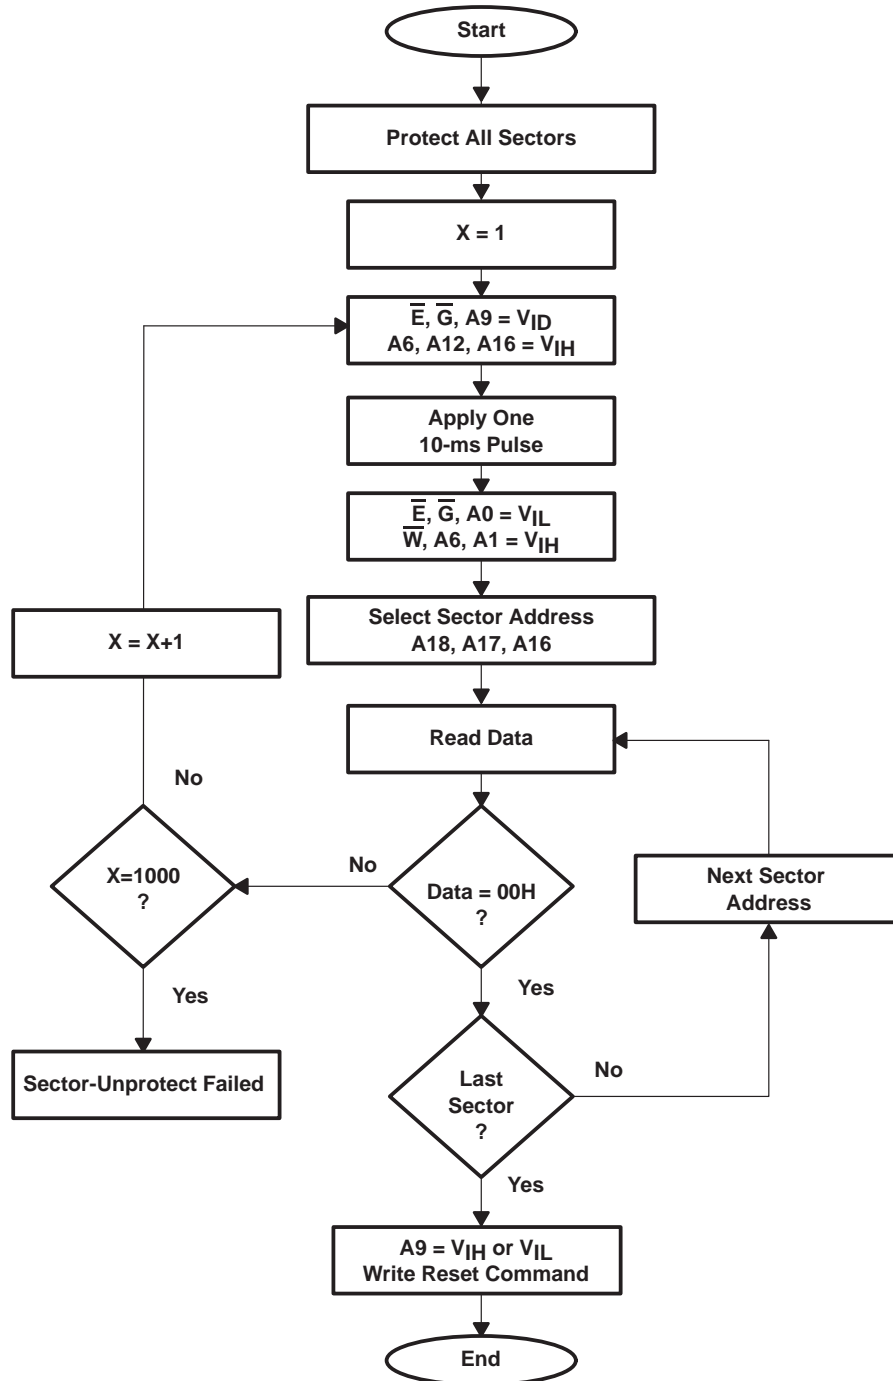 Start
Protect All Sectors
X = 1
E̅, G̅, A9 = VID
A6, A12, A16 = VIH
Apply One
10-ms Pulse
E̅, G̅, A0 = VIL
W̅, A6, A1 = VIH
Select Sector Address
A18, A17, A16
X = X+1
Read Data
No
X=1000
?
No
Data = 00H
?
Next Sector
Address
Yes
Yes
Sector-Unprotect Failed
Last
Sector
?
No
Yes
A9 = VIH or VIL
Write Reset Command
End